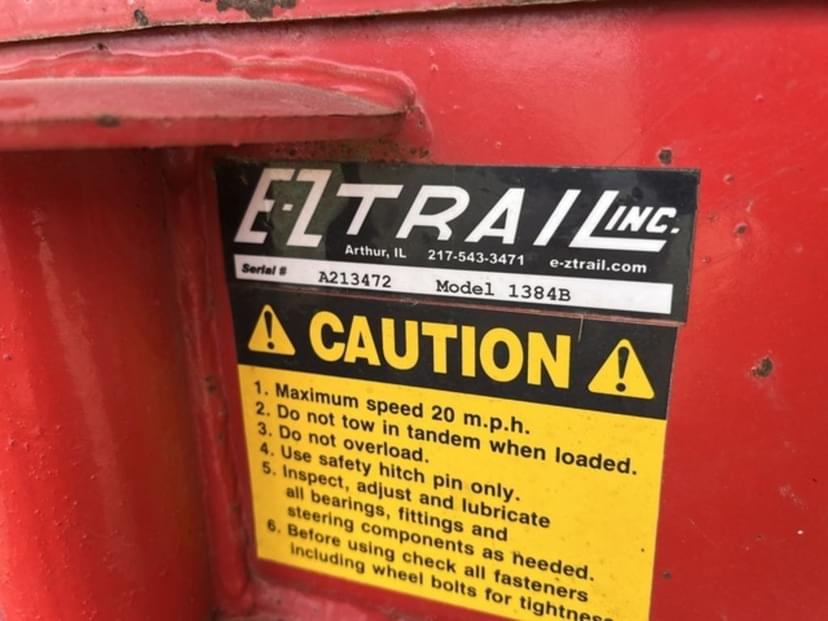 E-Z TRAIL INC.
Arthur, IL 217-543-3471 e-ztrail.com
Serial # A213472 Model 1384B
CAUTION
1. Maximum speed 20 m.p.h.
2. Do not tow in tandem when loaded.
3. Do not overload.
4. Use safety hitch pin only.
5. Inspect, adjust and lubricate
all bearings, fittings and
steering components as needed.
6. Before using check all fasteners
including wheel bolts for tightness